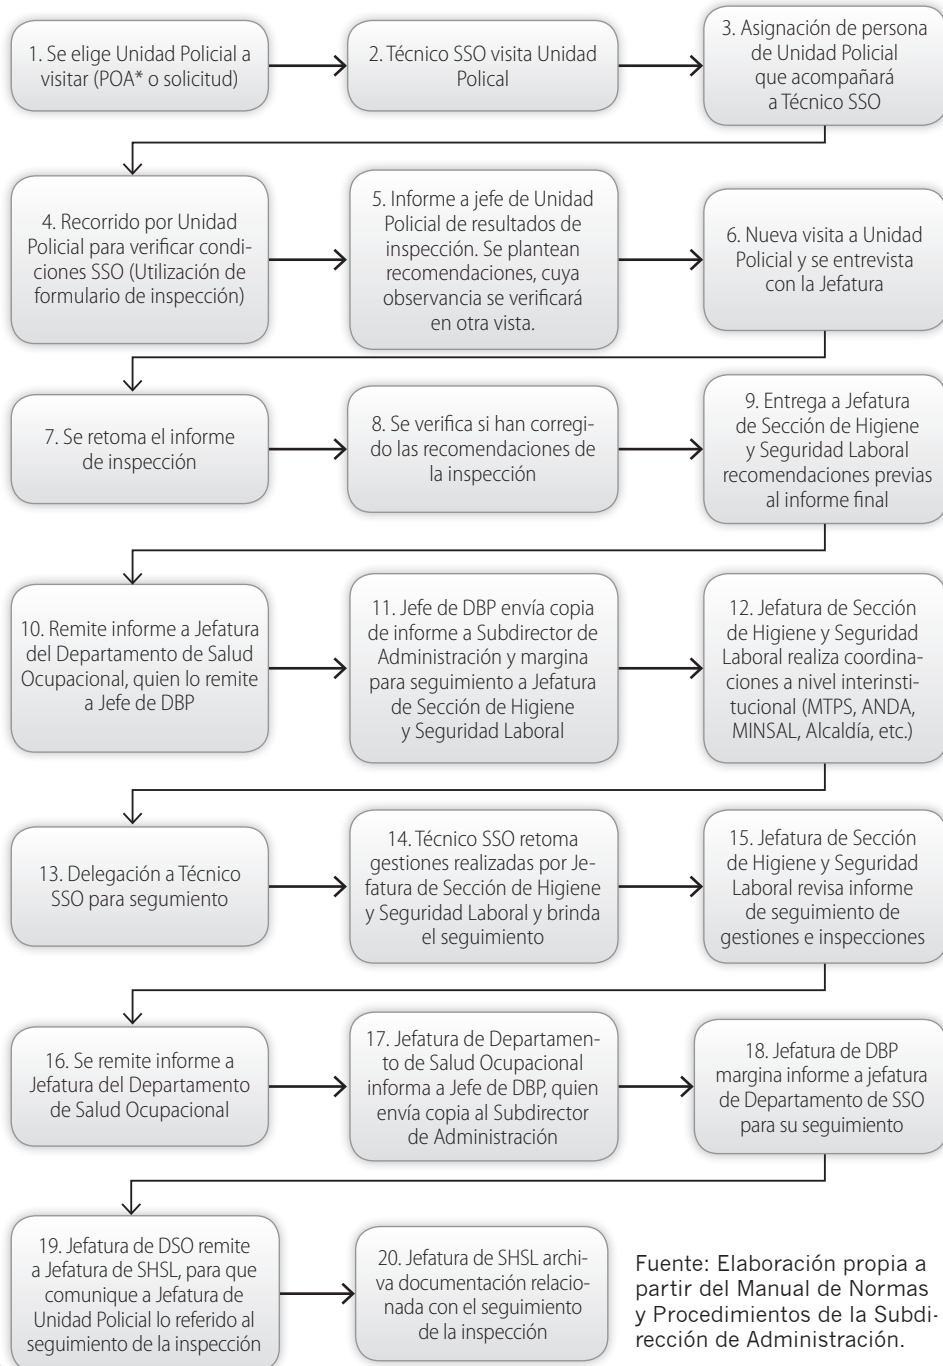 1. Se elige Unidad Policial a
visitar (POA* o solicitud)
2. Técnico SSO visita Unidad
Polical
3. Asignación de persona
de Unidad Policial
que acompañará
a Técnico SSO
4. Recorrido por Unidad
Policial para verificar condi-
ciones SSO (Utilización de
formulario de inspección)
5. Informe a jefe de Unidad
Policial de resultados de
inspección. Se plantean
recomendaciones, cuya
observancia se verificará
en otra vista.
6. Nueva visita a Unidad
Policial y se entrevista
con la Jefatura
7. Se retoma el informe
de inspección
8. Se verifica si han corregi-
do las recomendaciones de
la inspección
9. Entrega a Jefatura
de Sección de Higiene
y Seguridad Laboral
recomendaciones previas
al informe final
10. Remite informe a Jefatura
del Departamento de Salud
Ocupacional, quien lo remite
a Jefe de DBP
11. Jefe de DBP envía copia
de informe a Subdirector de
Administración y margina
para seguimiento a Jefatura
de Sección de Higiene
y Seguridad Laboral
12. Jefatura de Sección
de Higiene y Seguridad
Laboral realiza coordina-
ciones a nivel interinsti-
tucional (MTPS, ANDA,
MINSAL, Alcaldía, etc.)
13. Delegación a Técnico
SSO para segumiento
14. Técnico SSO retoma
gestiones realizadas por Je-
fatura de Sección de Higiene
y Seguridad Laboral y brinda
el seguimiento
15. Jefatura de Sección
de Higiene y Seguridad
Laboral revisa informe
de seguimiento de
gestiones e inspecciones
16. Se remite informe a
Jefatura del Departamento
de Salud Ocupacional
17. Jefatura de Departamen-
to de Salud Ocupacional
informa a Jefe de DBP, quien
envía copia al Subdirector
de Administración
18. Jefatura de DBP
margina informe a jefatura
de Departamento de SSO
para su seguimiento
19. Jefatura de DSO remite
a Jefatura de SHSL, para que
comunique a Jefatura de
Unidad Policial lo referido al
seguimiento de la inspección
20. Jefatura de SHSL archi-
va documentación relacio-
nada con el seguimiento
de la inspección
Fuente: Elaboración propia a
partir del Manual de Normas
y Procedimientos de la Subdi-
rección de Administración.